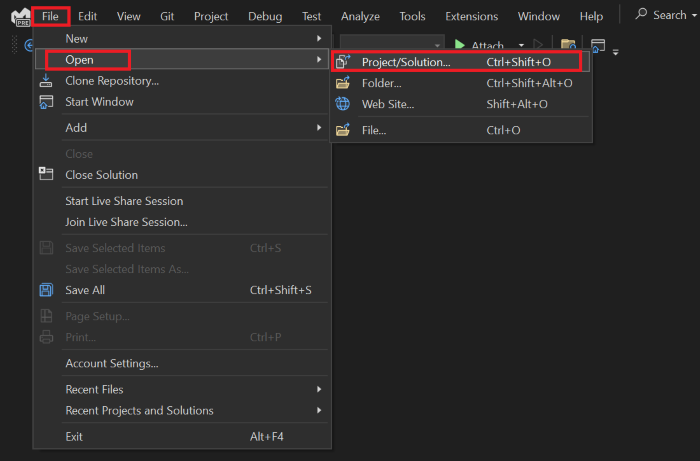 PRE
File Edit View Git Project Debug Test Analyze Tools Extensions Window Help Search
Attach
New
Open
Clone Repository...
Start Window
Add
Close
Close Solution
Start Live Share Session
Join Live Share Session...
Save Selected Items Ctrl+S
Save Selected Items As...
Save All Ctrl+Shift+S
Page Setup...
Print... Ctrl+P
Account Settings...
Recent Files
Recent Projects and Solutions
Exit Alt+F4
Project/Solution... Ctrl+Shift+O
Folder... Ctrl+Shift+Alt+O
Web Site... Shift+Alt+O
File... Ctrl+O